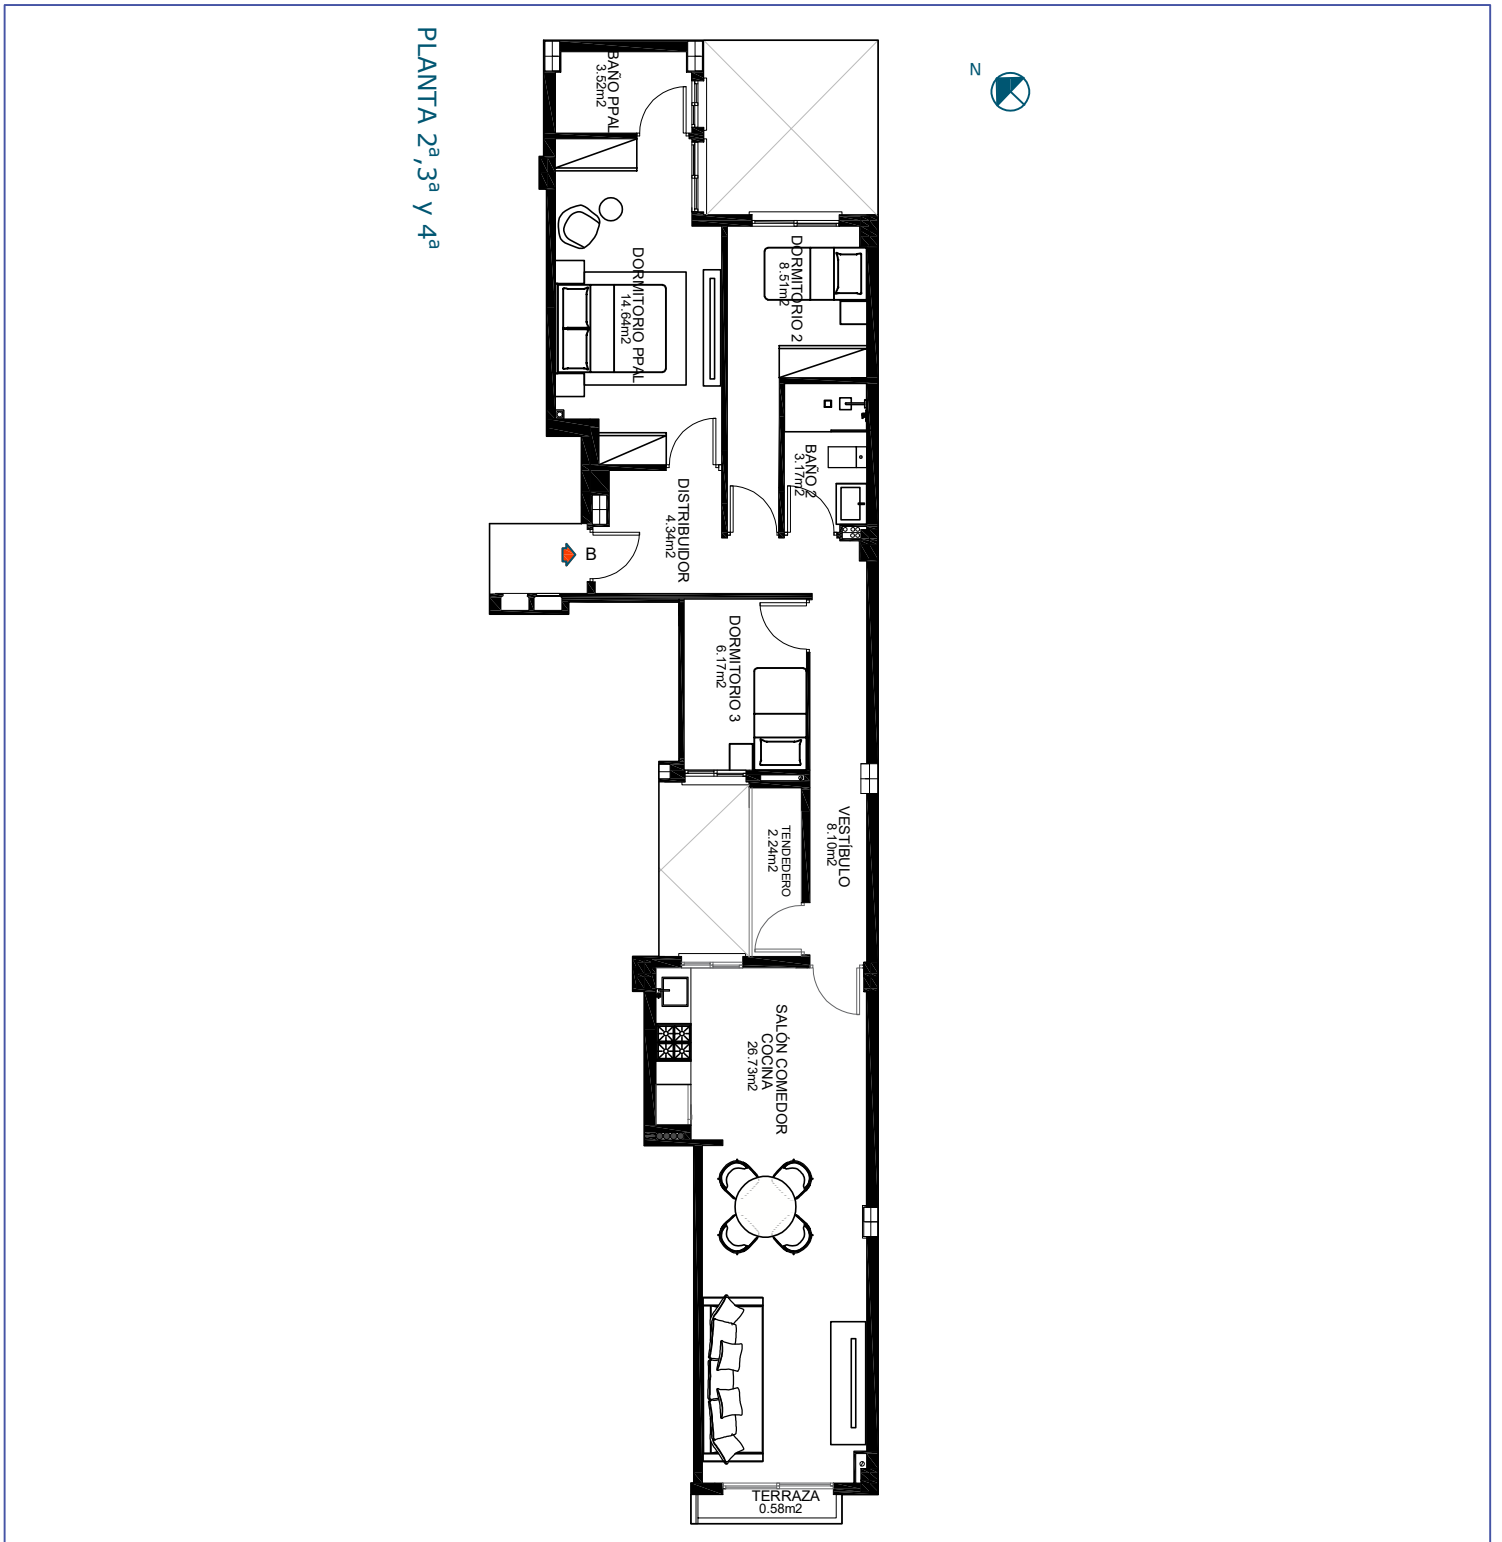 PLANTA 2ª,3ª y 4ª
N
BAÑO PPAL
3.52m2
DORMITORIO PPAL
14.64m2
DORMITORIO 2
8.51m2
BAÑO 2
3.17m2
DISTRIBUIDOR
4.34m2
B
DORMITORIO 3
6.17m2
VESTÍBULO
8.10m2
TENDEDERO
2.24m2
SALÓN COMEDOR
COCINA
26.73m2
TERRAZA
0.58m2